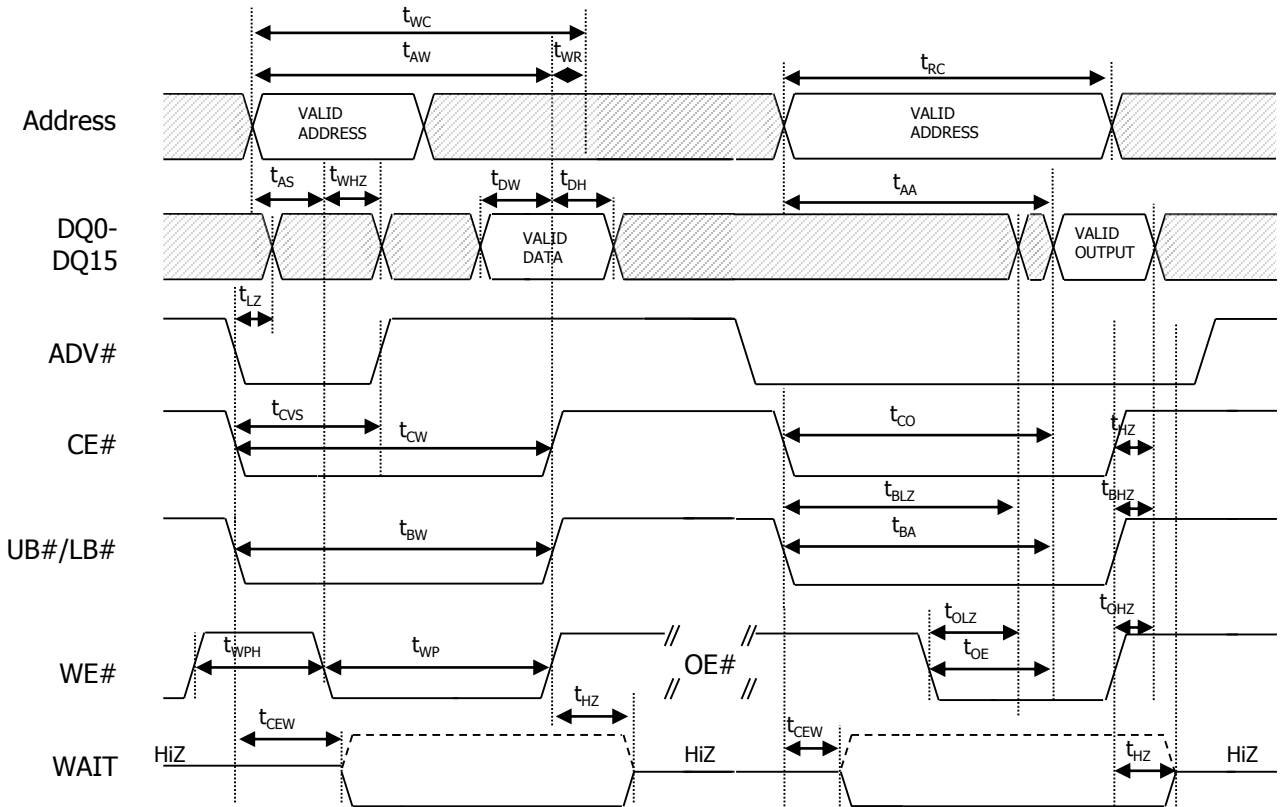 tWC
tAW
tWR
tRC
Address
VALID
ADDRESS
VALID
ADDRESS
tAS
tWHZ
tDW
tDH
tAA
DQ0-
DQ15
VALID
DATA
VALID
OUTPUT
tLZ
ADV#
tCVS
tCW
tCO
tHZ
CE#
tBLZ
tBHZ
tBW
tBA
UB#/LB#
tOLZ
tOHZ
tWPH
tWP
// OE# //
tOE
WE#
// //
tHZ
tCEW
tCEW
HiZ
HiZ
tHZ
HiZ
WAIT